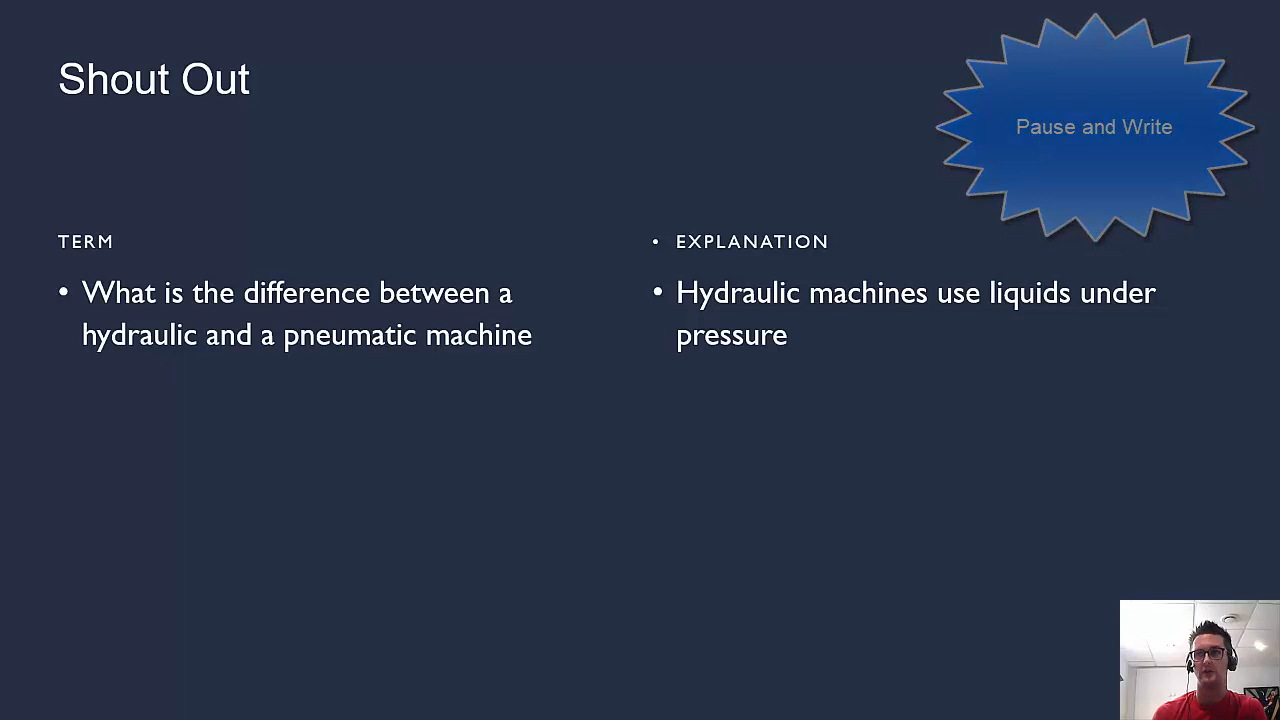 Shout Out
Pause and Write
TERM
• What is the difference between a
hydraulic and a pneumatic machine
• EXPLANATION
• Hydraulic machines use liquids under
pressure